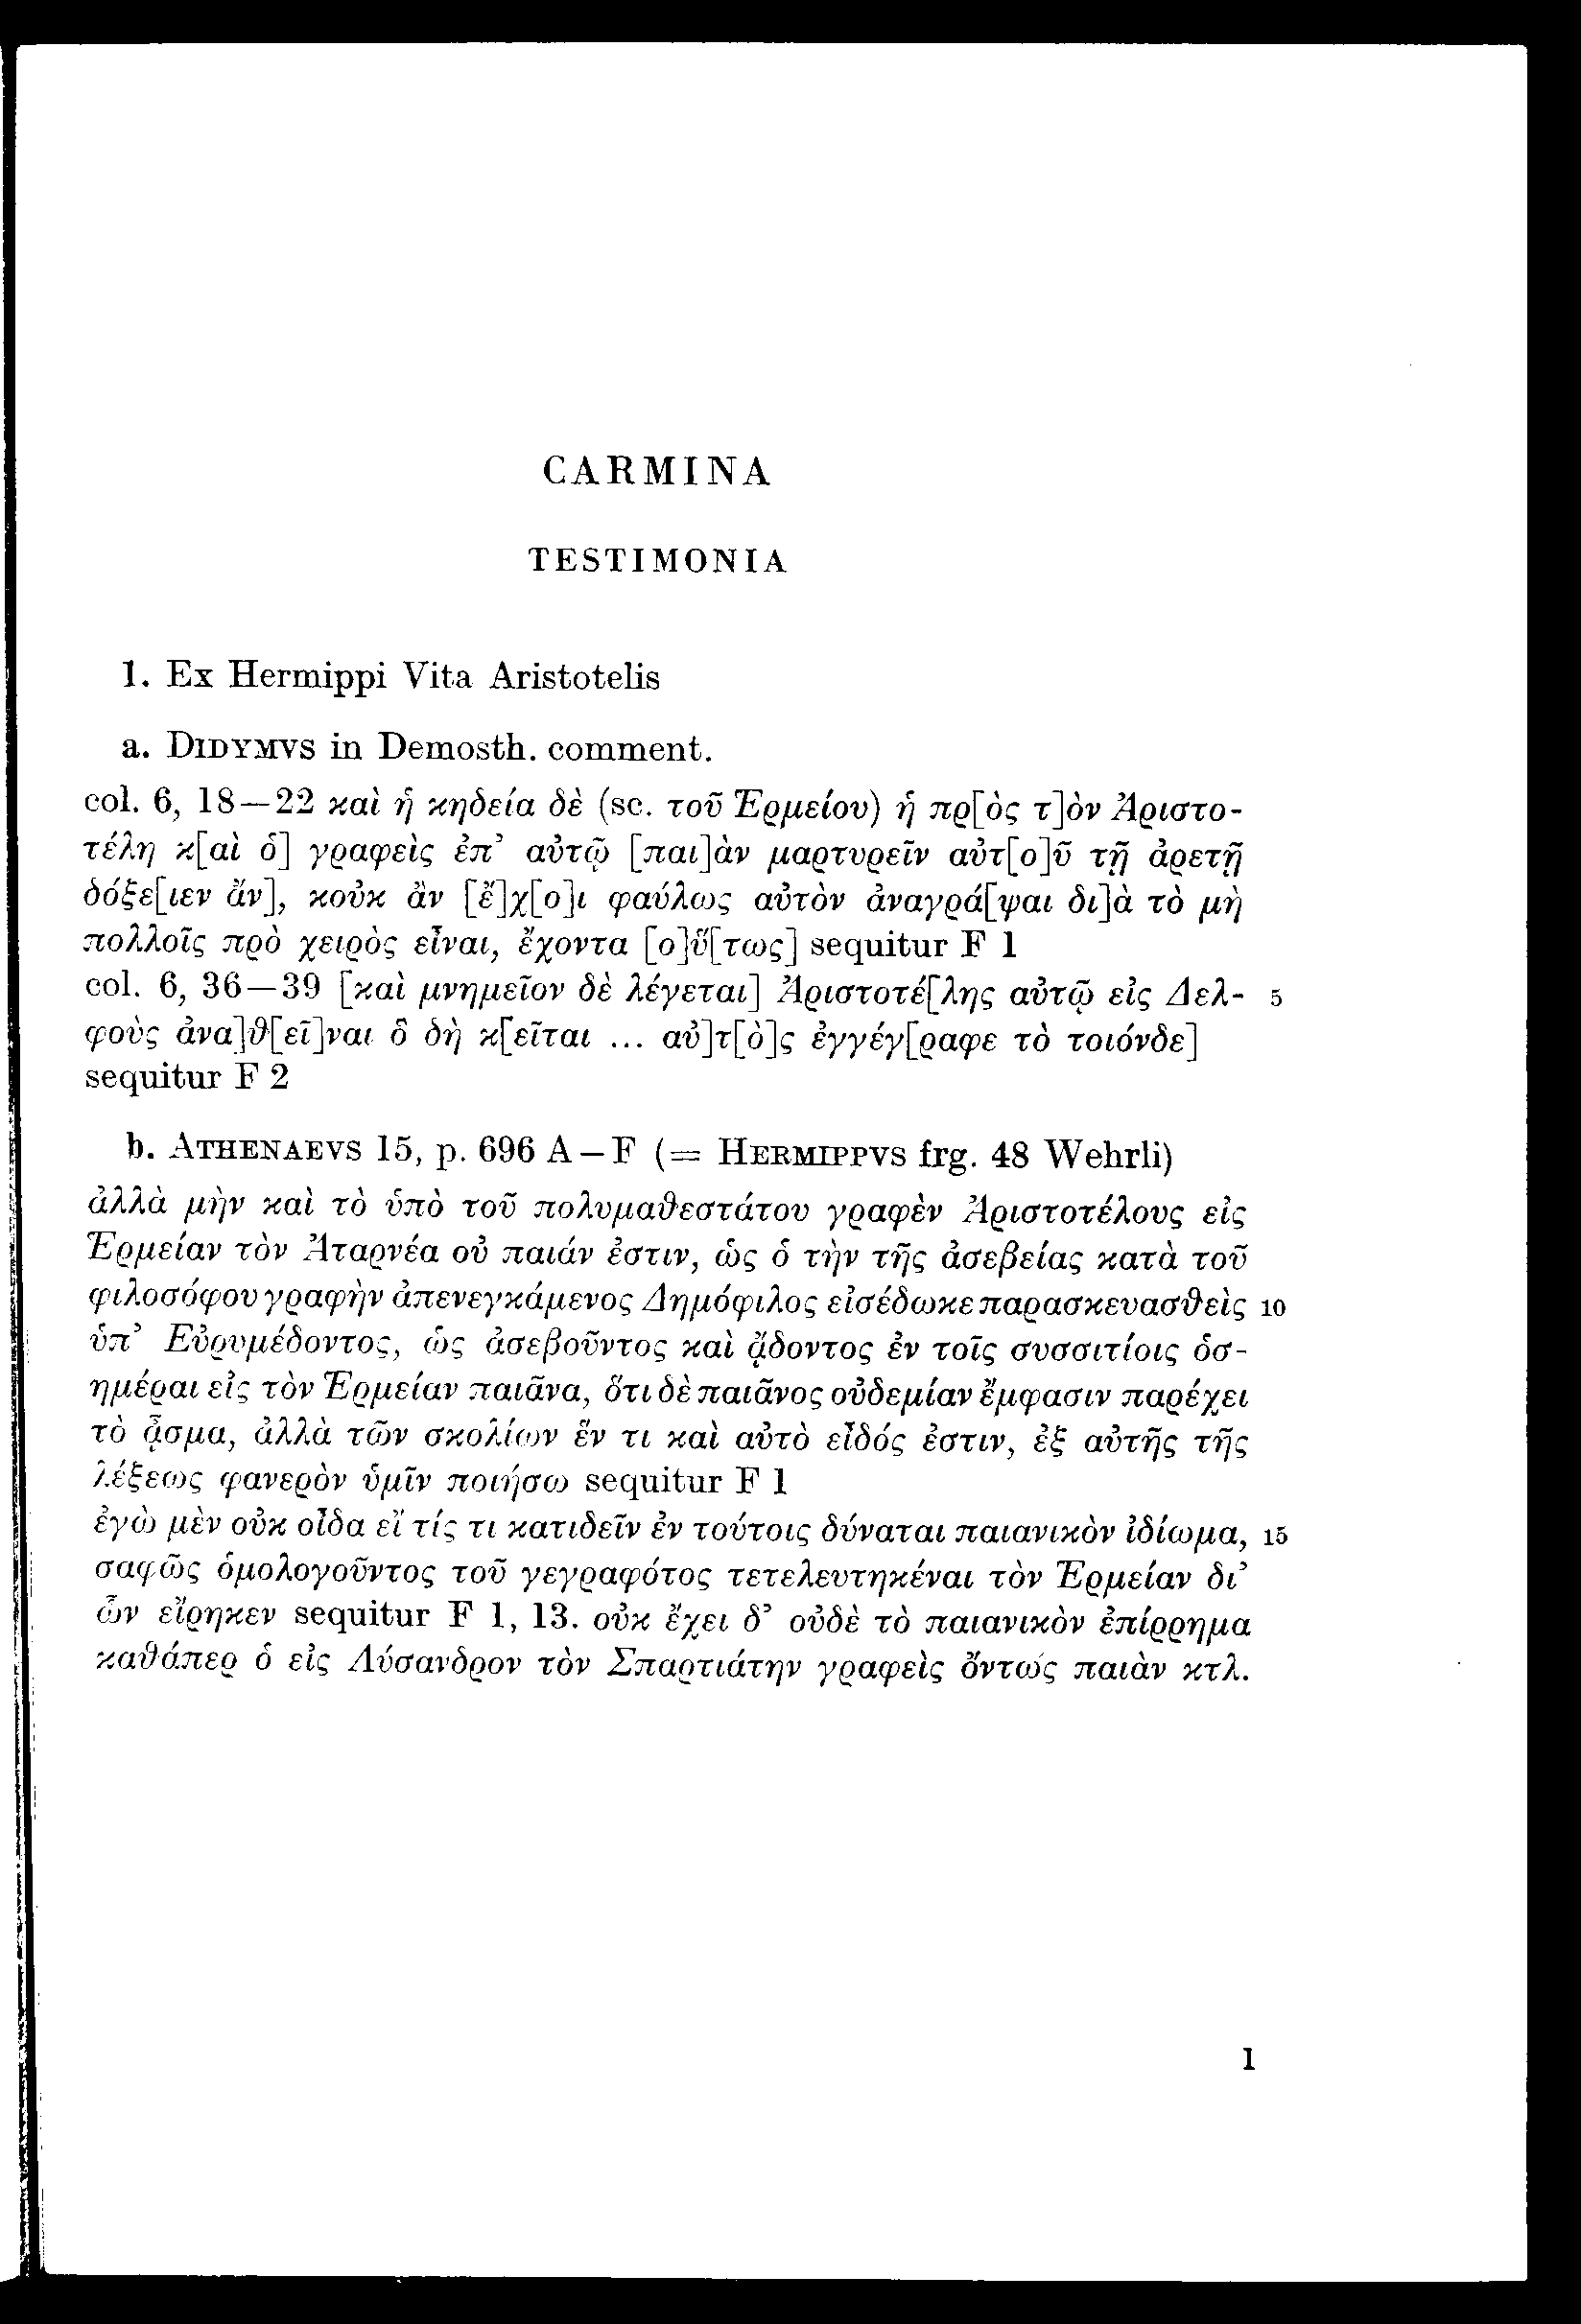 CARMINA
TESTIMONIA
1. Ex Hermippi Vita Aristotelis
a. DIDYMVS in Demosth. comment.
col. 6, 18—22 καὶ ἡ κηδεία δὲ (sc. τοῦ Ἑρμείου) ἡ πρ[ὸς τ]ὸν Ἀριστο-
τέλη κ[αὶ ὁ] γραφεὶς ἐπ’ αὐτῷ [παι]ὰν μαρτυρεῖν αὐτ[ο]ῦ τῇ ἀρετῇ
δόξε[ιεν ἄν], κοὐκ ἂν [ἔ]χ[ο]ι φαύλως αὐτὸν ἀναγρά[ψαι δι]ὰ τὸ μὴ
πολλοῖς πρὸ χειρὸς εἶναι, ἔχοντα [ο]ὕ[τως] sequitur F 1
col. 6, 36—39 [καὶ μνημεῖον δὲ λέγεται] Ἀριστοτέ[λης αὐτῷ εἰς Δελ- 5
φοὺς ἀνα]ϑ[εῖ]ναι ὃ δὴ κ[εῖται ... αὐ]τ[ὸ]ς ἐγγέγ[ραφε τὸ τοιόνδε]
sequitur F 2
b. ATHENAEVS 15, p. 696 A—F (= HERMIPPVS frg. 48 Wehrli)
ἀλλὰ μὴν καὶ τὸ ὑπὸ τοῦ πολυμαϑεστάτου γραφὲν Ἀριστοτέλους εἰς
Ἑρμείαν τὸν Ἀταρνέα οὐ παιάν ἐστιν, ὡς ὁ τὴν τῆς ἀσεβείας κατὰ τοῦ
φιλοσόφου γραφὴν ἀπενεγκάμενος Δημόφιλος εἰσέδωκε παρασκευασϑεὶς 10
ὑπ’ Εὐρυμέδοντος, ὡς ἀσεβοῦντος καὶ ᾄδοντος ἐν τοῖς συσσιτίοις ὁσ-
ημέραι εἰς τὸν Ἑρμείαν παιᾶνα, ὅτι δὲ παιᾶνος οὐδεμίαν ἔμφασιν παρέχει
τὸ ᾆσμα, ἀλλὰ τῶν σκολίων ἕν τι καὶ αὐτὸ εἶδός ἐστιν, ἐξ αὐτῆς τῆς
λέξεως φανερὸν ὑμῖν ποιήσω sequitur F 1
ἐγὼ μὲν οὐκ οἶδα εἴ τίς τι κατιδεῖν ἐν τούτοις δύναται παιανικὸν ἰδίωμα, 15
σαφῶς ὁμολογοῦντος τοῦ γεγραφότος τετελευτηκέναι τὸν Ἑρμείαν δι’
ὧν εἴρηκεν sequitur F 1, 13. οὐκ ἔχει δ’ οὐδὲ τὸ παιανικὸν ἐπίρρημα
καϑάπερ ὁ εἰς Λύσανδρον τὸν Σπαρτιάτην γραφεὶς ὄντως παιὰν κτλ.
1